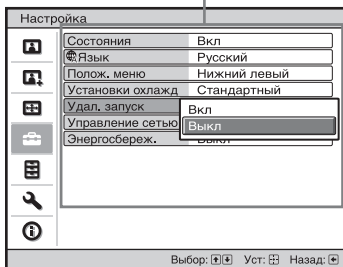 Настройка
Состояния Вкл
Язык Русский
Полож. меню Нижний левый
Установки охлажд Стандартный
Удал. запуск Вкл
Управление сетью Выкл
Энергосбереж. Выкл
Выбор: Уст: Назад: